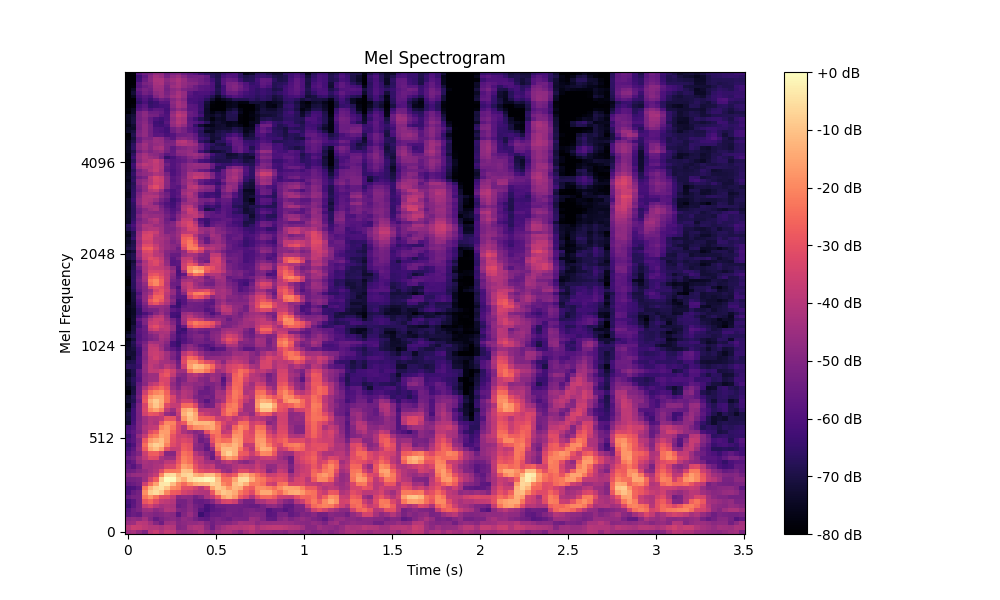 Mel Spectrogram
Mel Frequency
4096
2048
1024
512
0
0
0.5
1
1.5
2
2.5
3
3.5
Time (s)
+0 dB
-10 dB
-20 dB
-30 dB
-40 dB
-50 dB
-60 dB
-70 dB
-80 dB